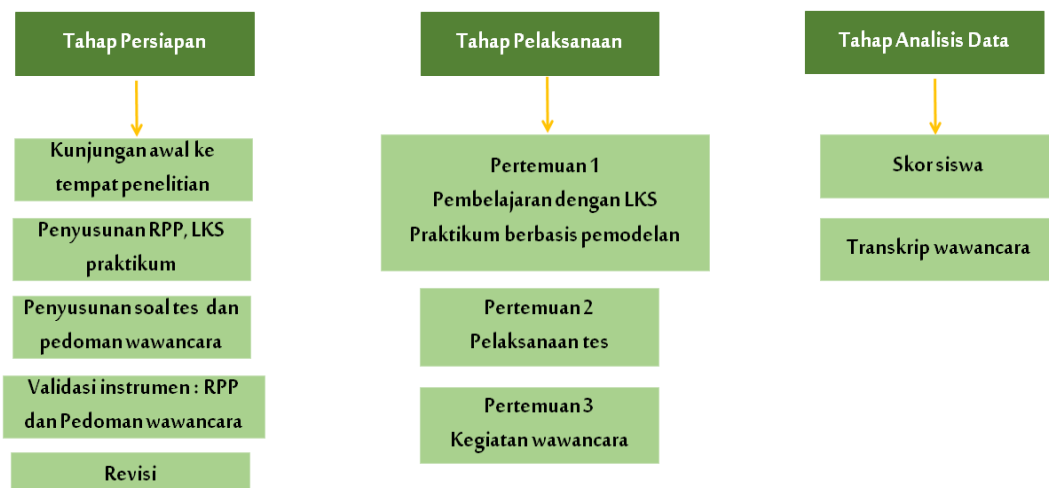 Tahap Persiapan
Kunjungan awal ke
tempat penelitian
Penyusunan RPP, LKS
praktikum
Penyusunan soal tes dan
pedoman wawancara
Validasi instrumen : RPP
dan Pedoman wawancara
Revisi
Tahap Pelaksanaan
Pertemuan 1
Pembelajaran dengan LKS
Praktikum berbasis pemodelan
Pertemuan 2
Pelaksanaan tes
Pertemuan 3
Kegiatan wawancara
Tahap Analisis Data
Skor siswa
Transkrip wawancara